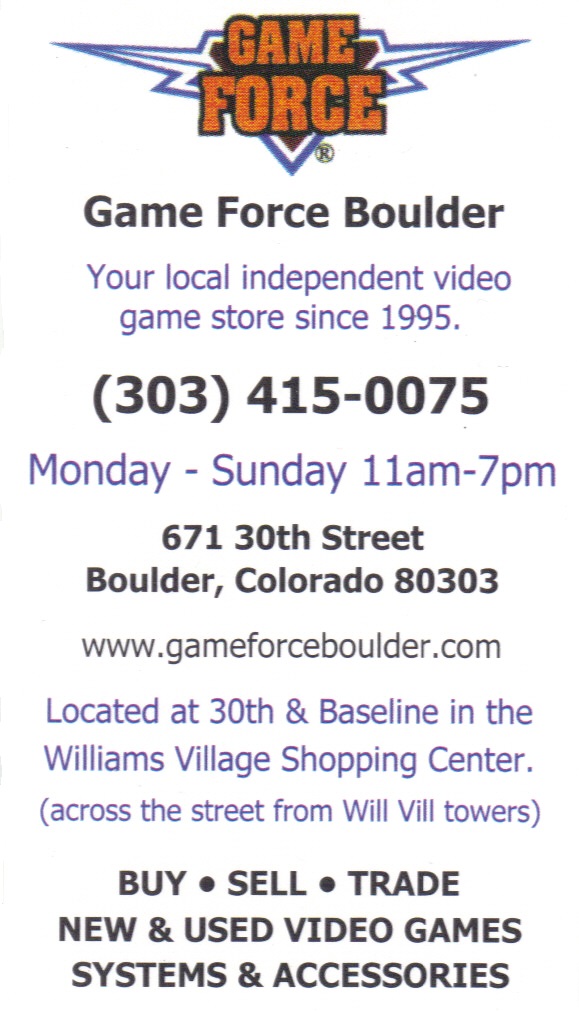 GAME
FORCE
®
Game Force Boulder
Your local independent video
game store since 1995.
(303) 415-0075
Monday - Sunday 11am-7pm
671 30th Street
Boulder, Colorado 80303
www.gameforceboulder.com
Located at 30th & Baseline in the
Williams Village Shopping Center.
(across the street from Will Vill towers)
BUY • SELL • TRADE
NEW & USED VIDEO GAMES
SYSTEMS & ACCESSORIES